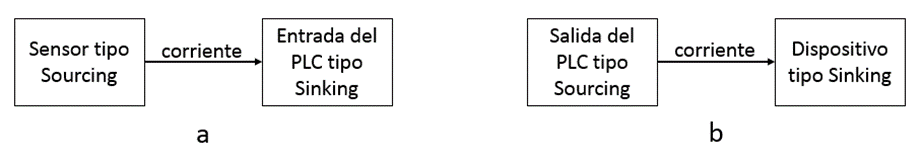 Sensor tipo
Sourcing
corriente
Entrada del
PLC tipo
Sinking
a
Salida del
PLC tipo
Sourcing
corriente
Dispositivo
tipo Sinking
b